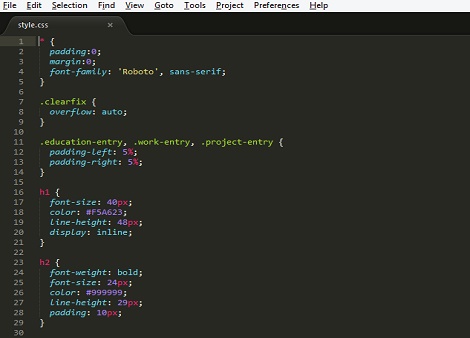 File Edit Selection Find View Goto Tools Project Preferences Help
style.css ×
1 * {
2 padding:0;
3 margin:0;
4 font-family: 'Roboto', sans-serif;
5 }
6
7 .clearfix {
8 overflow: auto;
9 }
10
11 .education-entry, .work-entry, .project-entry {
12 padding-left: 5%;
13 padding-right: 5%;
14 }
15
16 h1 {
17 font-size: 40px;
18 color: #F5A623;
19 line-height: 48px;
20 display: inline;
21 }
22
23 h2 {
24 font-weight: bold;
25 font-size: 24px;
26 color: #999999;
27 line-height: 29px;
28 padding: 10px;
29 }
30